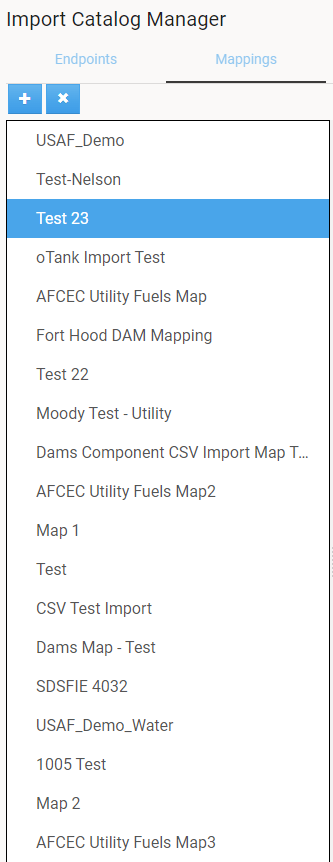 Import Catalog Manager
Endpoints Mappings
USAF_Demo
Test-Nelson
Test 23
oTank Import Test
AFCEC Utility Fuels Map
Fort Hood DAM Mapping
Test 22
Moody Test - Utility
Dams Component CSV Import Map T...
AFCEC Utility Fuels Map2
Map 1
Test
CSV Test Import
Dams Map - Test
SDSFIE 4032
USAF_Demo_Water
1005 Test
Map 2
AFCEC Utility Fuels Map3